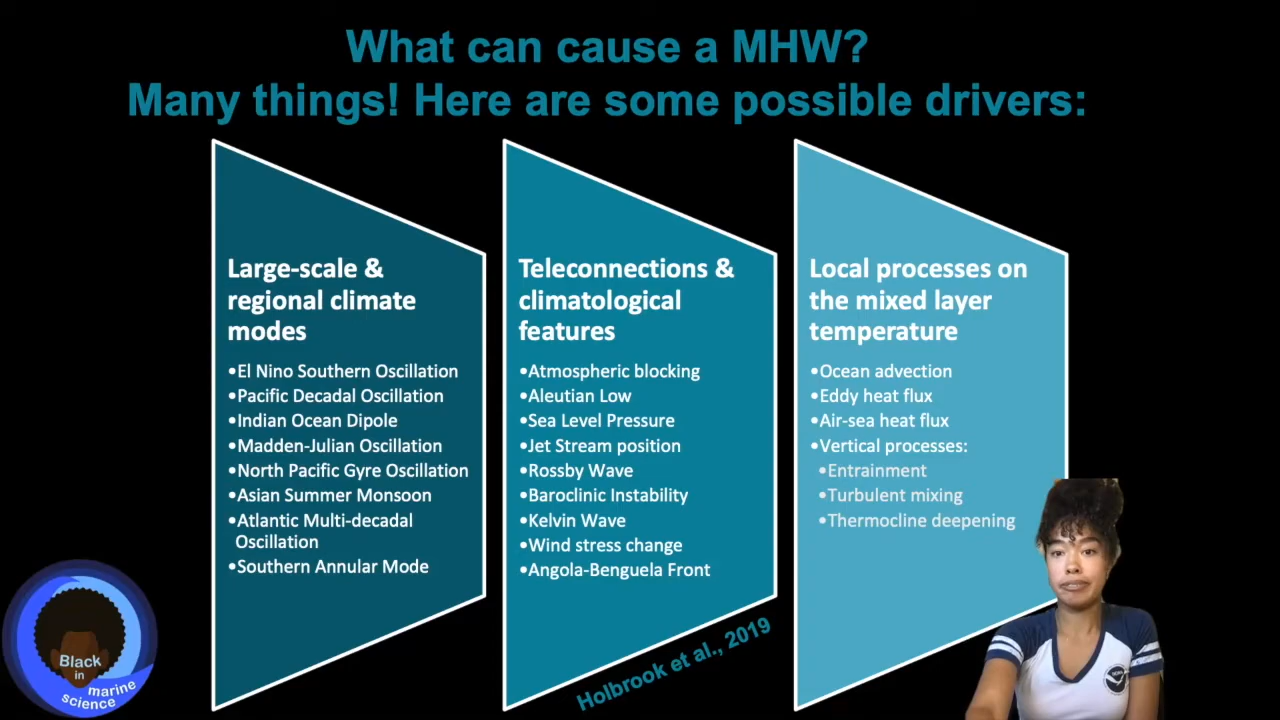 What can cause a MHW?
Many things! Here are some possible drivers:
Large-scale &
regional climate
modes
•El Nino Southern Oscillation
•Pacific Decadal Oscillation
•Indian Ocean Dipole
•Madden-Julian Oscillation
•North Pacific Gyre Oscillation
•Asian Summer Monsoon
•Atlantic Multi-decadal
Oscillation
•Southern Annular Mode
Teleconnections &
climatological
features
•Atmospheric blocking
•Aleutian Low
•Sea Level Pressure
•Jet Stream position
•Rossby Wave
•Baroclinic Instability
•Kelvin Wave
•Wind stress change
•Angola-Benguela Front
Local processes on
the mixed layer
temperature
•Ocean advection
•Eddy heat flux
•Air-sea heat flux
•Vertical processes:
•Entrainment
•Turbulent mixing
•Thermocline deepening
Holbrook et al., 2019
Black
in
marine
science